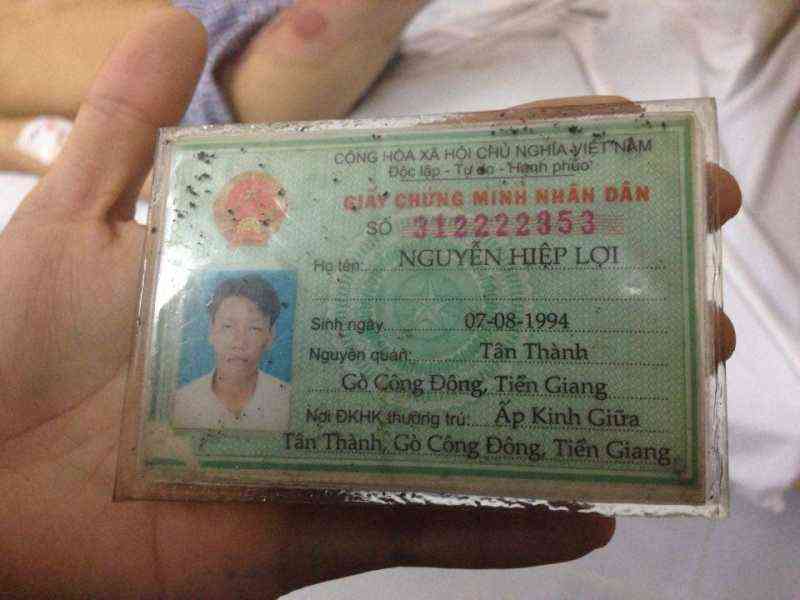 CỘNG HÒA XÃ HỘI CHỦ NGHĨA VIỆT NAM
Độc lập - Tự do - Hạnh phúc
GIẤY CHỨNG MINH NHÂN DÂN
SỐ 312222353
Họ tên: NGUYỄN HIỆP LỢI
Sinh ngày 07-08-1994
Nguyên quán: Tân Thành
Gò Công Đông, Tiền Giang
Nơi ĐKHK thường trú: Ấp Kinh Giữa
Tân Thành, Gò Công Đông, Tiền Giang